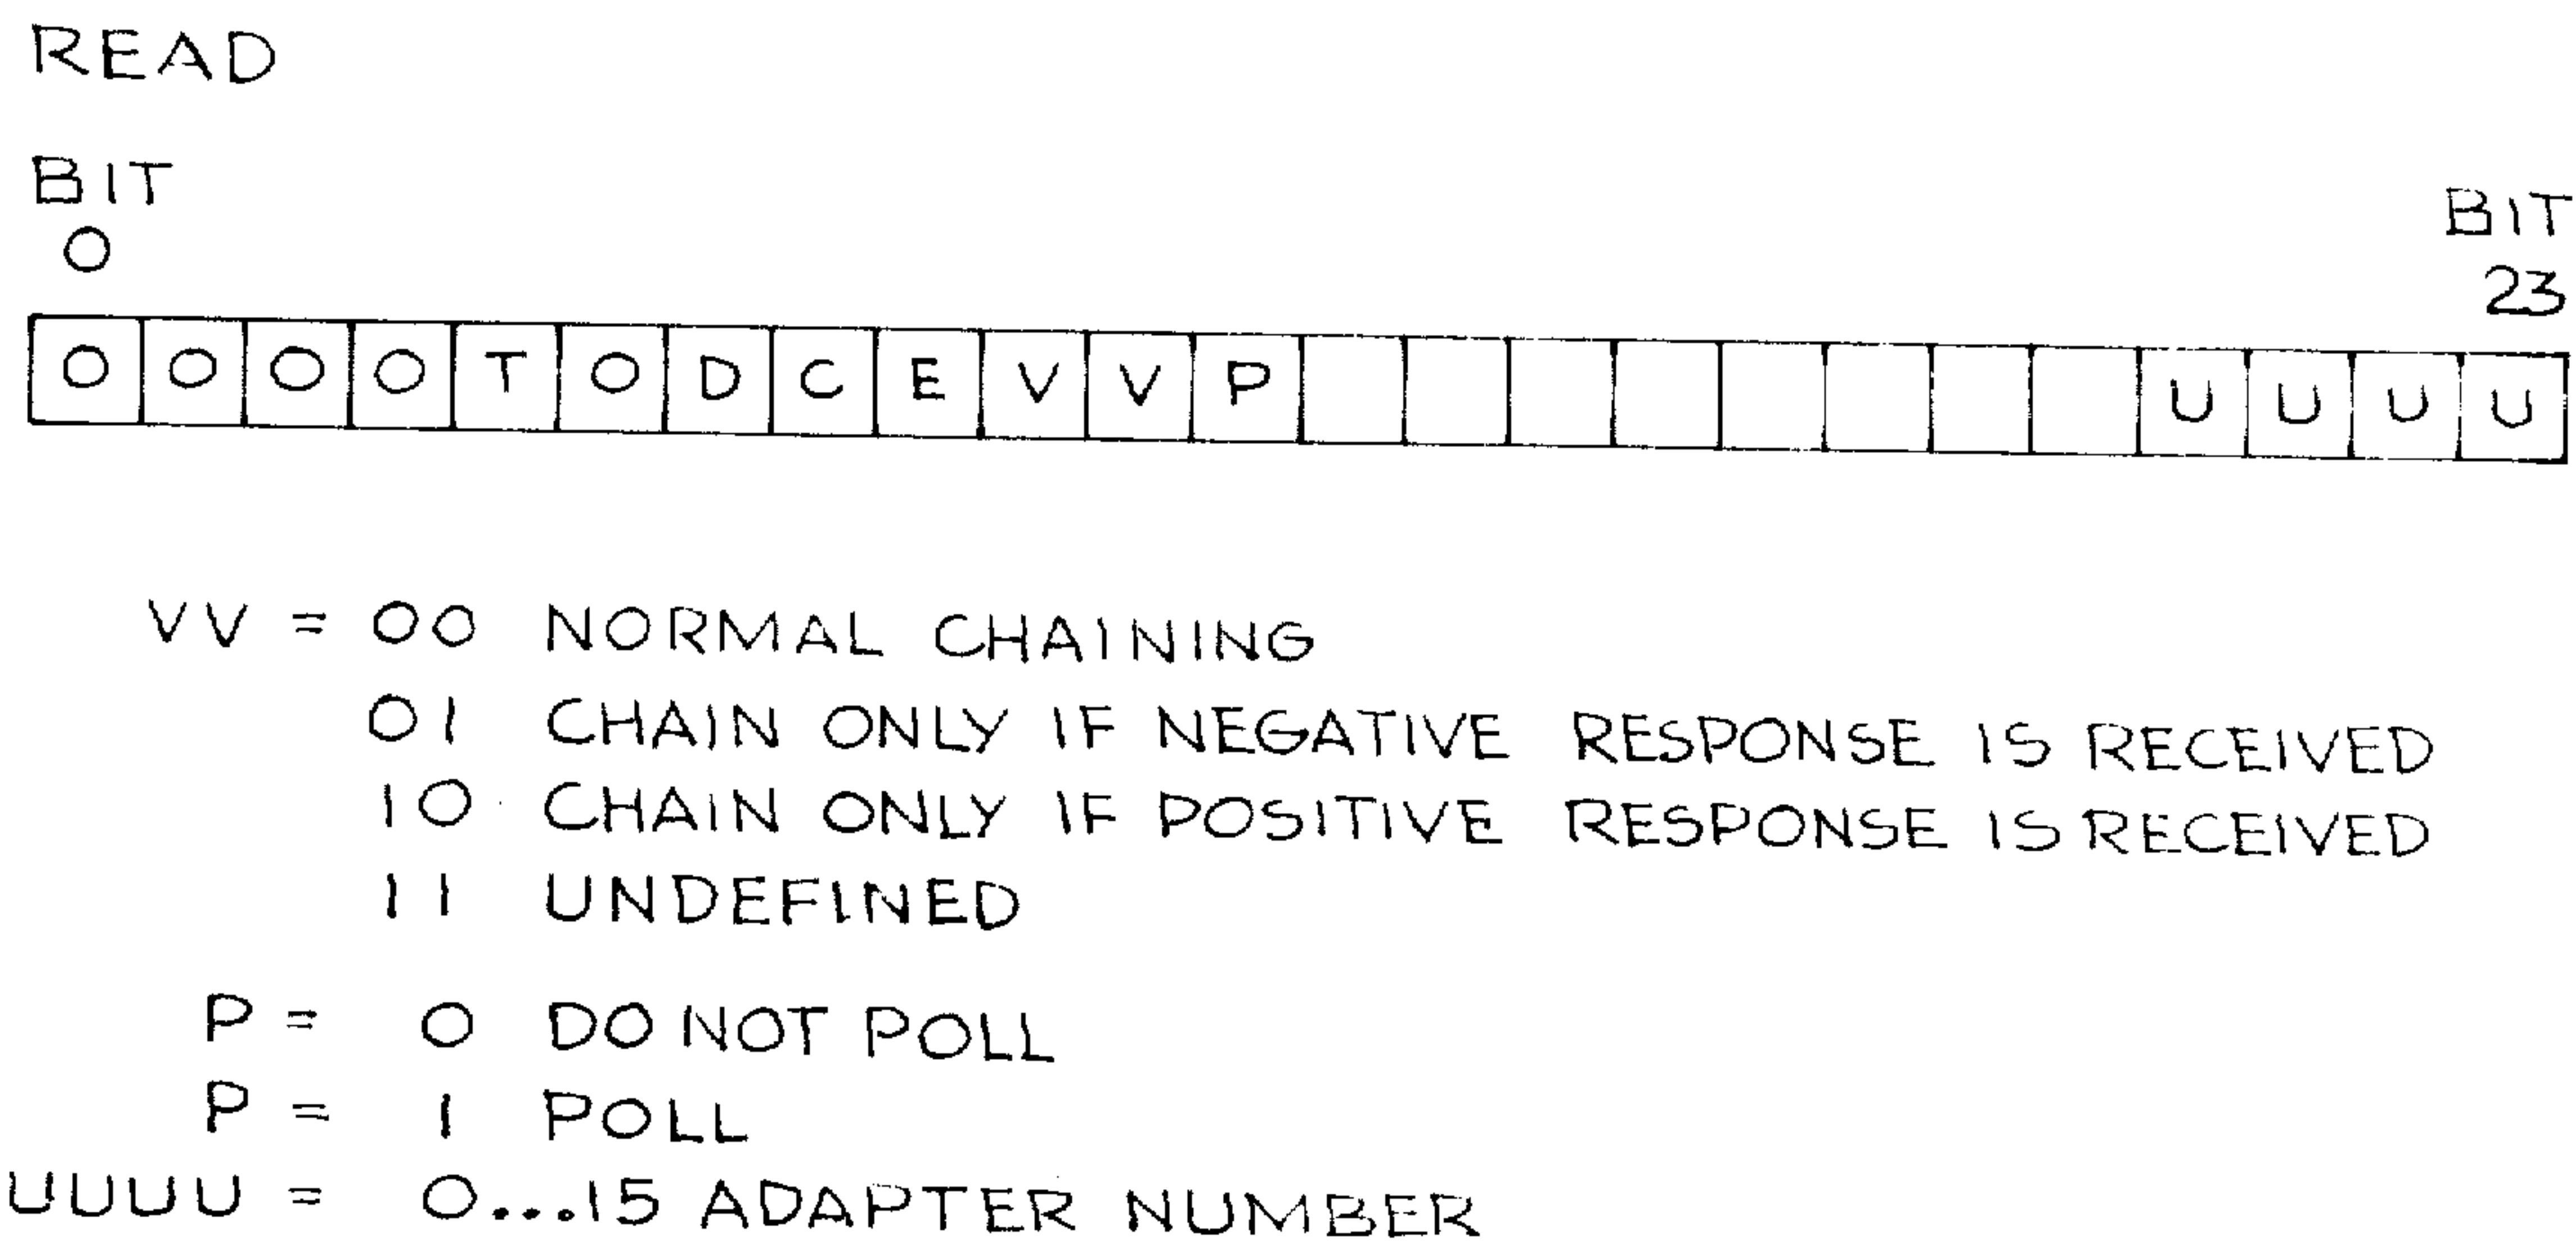 READ
BIT BIT
0 23
0 0 0 0 T 0 D C E V V P U U U U
VV = 00 NORMAL CHAINING
01 CHAIN ONLY IF NEGATIVE RESPONSE IS RECEIVED
10 CHAIN ONLY IF POSITIVE RESPONSE IS RECEIVED
11 UNDEFINED
P = 0 DO NOT POLL
P = 1 POLL
UUUU = 0...15 ADAPTER NUMBER